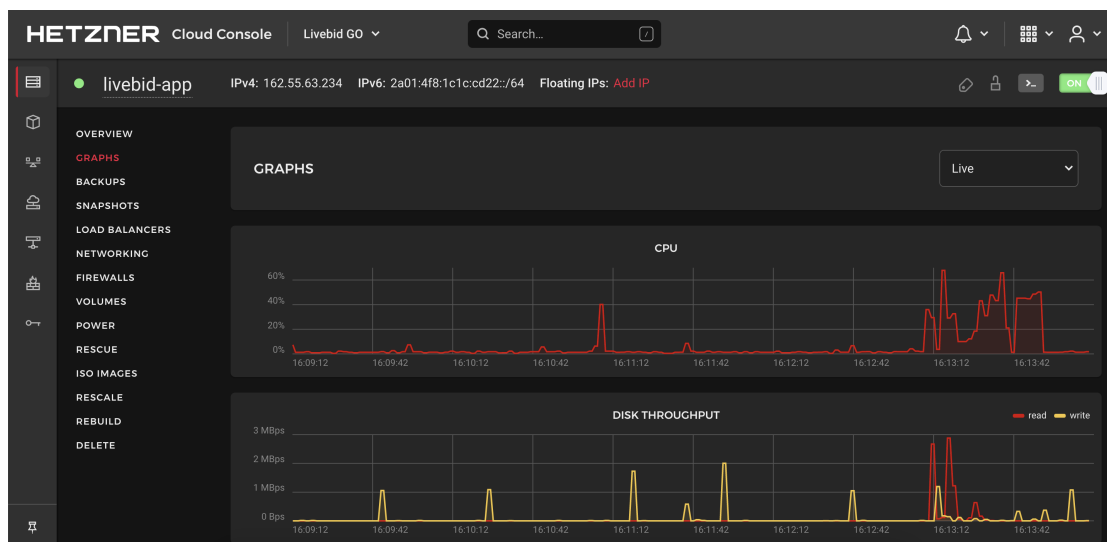 HETZNER Cloud Console Livebid GO Search... /
livebid-app IPv4: 162.55.63.234 IPv6: 2a01:4f8:1c1c:cd22::/64 Floating IPs: Add IP >_ ON
OVERVIEW
GRAPHS
BACKUPS
SNAPSHOTS
LOAD BALANCERS
NETWORKING
FIREWALLS
VOLUMES
POWER
RESCUE
ISO IMAGES
RESCALE
REBUILD
DELETE
GRAPHS Live
CPU
60%
40%
20%
0%
16:09:12 16:09:42 16:10:12 16:10:42 16:11:12 16:11:42 16:12:12 16:12:42 16:13:12 16:13:42
DISK THROUGHPUT read write
3 MBps
2 MBps
1 MBps
0 Bps
16:09:12 16:09:42 16:10:12 16:10:42 16:11:12 16:11:42 16:12:12 16:12:42 16:13:12 16:13:42